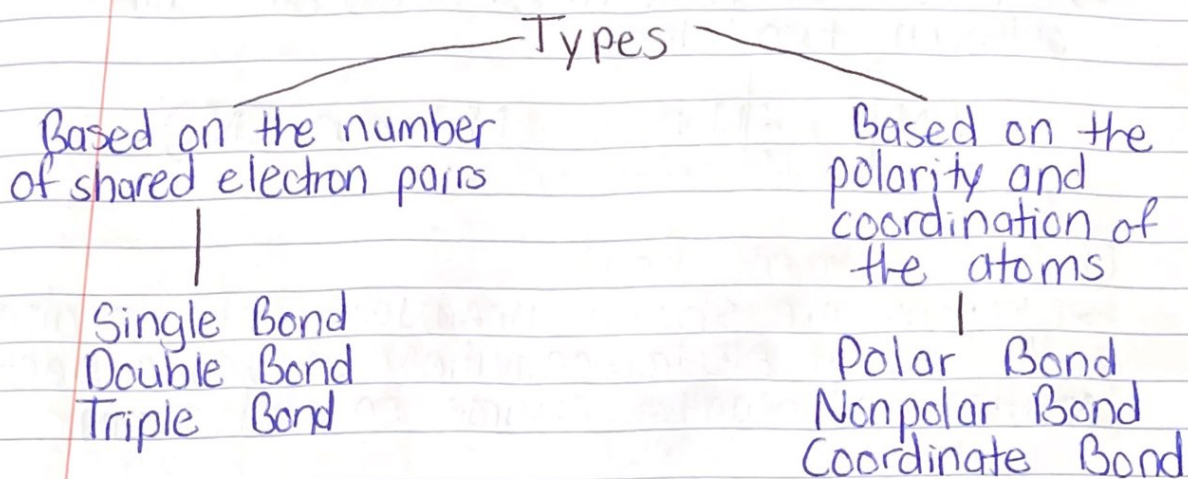 Types
Based on the number
of shared electron pairs
Single Bond
Double Bond
Triple Bond
Based on the
polarity and
coordination of
the atoms
Polar Bond
Nonpolar Bond
Coordinate Bond